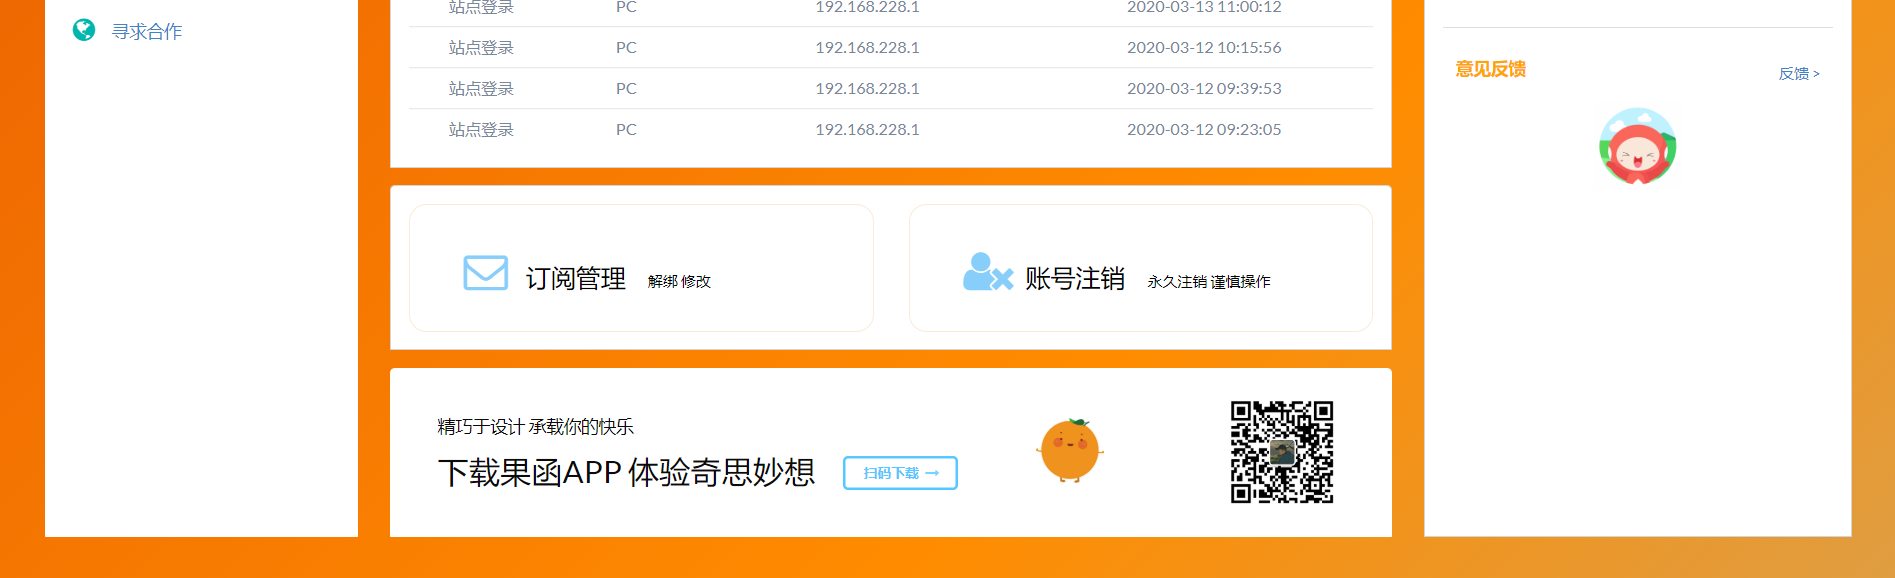 寻求合作
站点登录 PC 192.168.228.1 2020-03-13 11:00:12
站点登录 PC 192.168.228.1 2020-03-12 10:15:56
站点登录 PC 192.168.228.1 2020-03-12 09:39:53
站点登录 PC 192.168.228.1 2020-03-12 09:23:05
订阅管理 解绑 修改
账号注销 永久注销 谨慎操作
精巧于设计 承载你的快乐
下载果函APP 体验奇思妙想 扫码下载 →
意见反馈 反馈 >